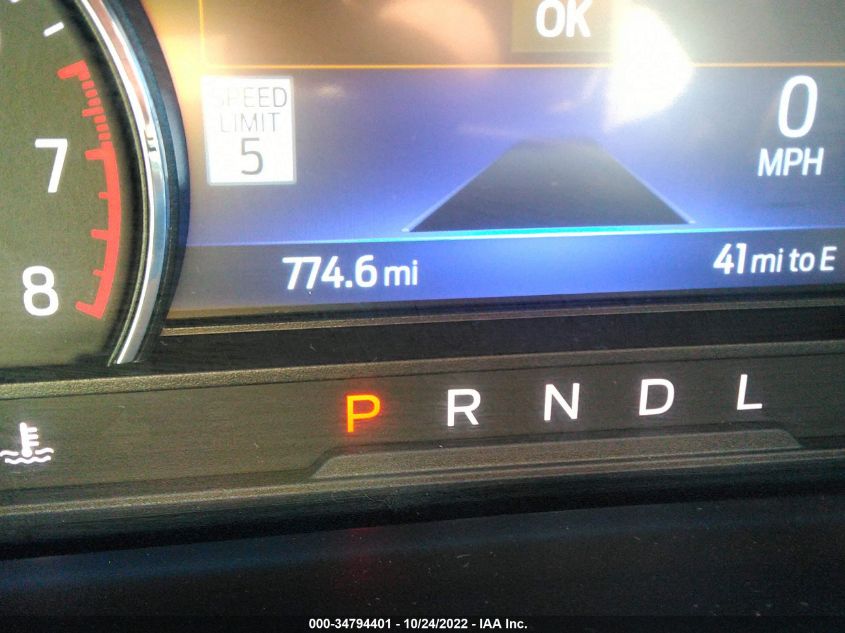 OK
SPEED
LIMIT
5
0
MPH
7
8
774.6 mi
41 mi to E
P R N D L
000-34794401 - 10/24/2022 - IAA Inc.